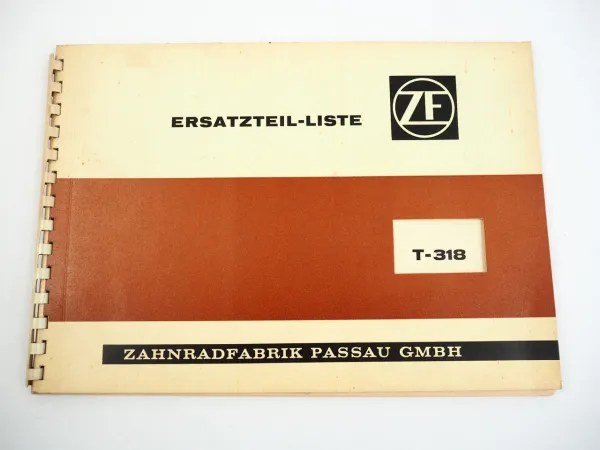 ERSATZTEIL-LISTE
ZF
T-318
ZAHNRADFABRIK PASSAU GMBH